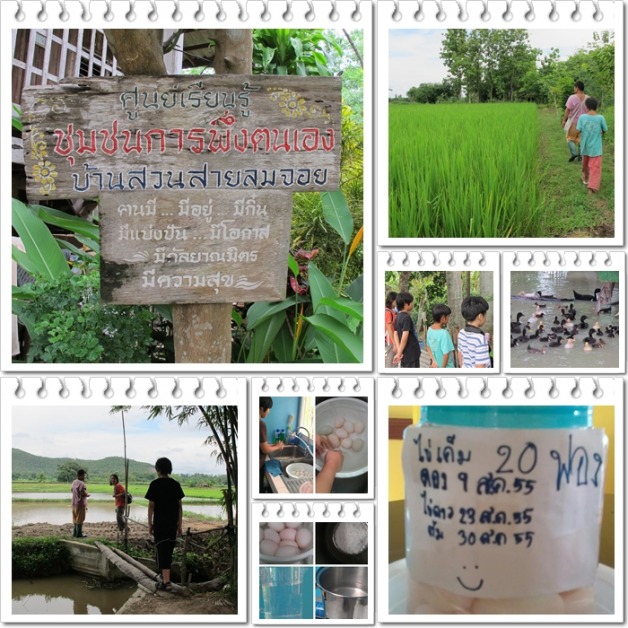 ศูนย์เรียนรู้
ชุมชนการพึ่งตนเอง
บ้านสวนสายลมจอย
คนมี ... มีอยู่ ... มีกิน
มีแบ่งปัน ... มีโอกาส
มีกัลยาณมิตร
มีความสุข
ไข่เค็ม 20 ฟอง
ดอง 9 สค.55
ไข่ดาว 23 สค.55
ต้ม 30 สค 55